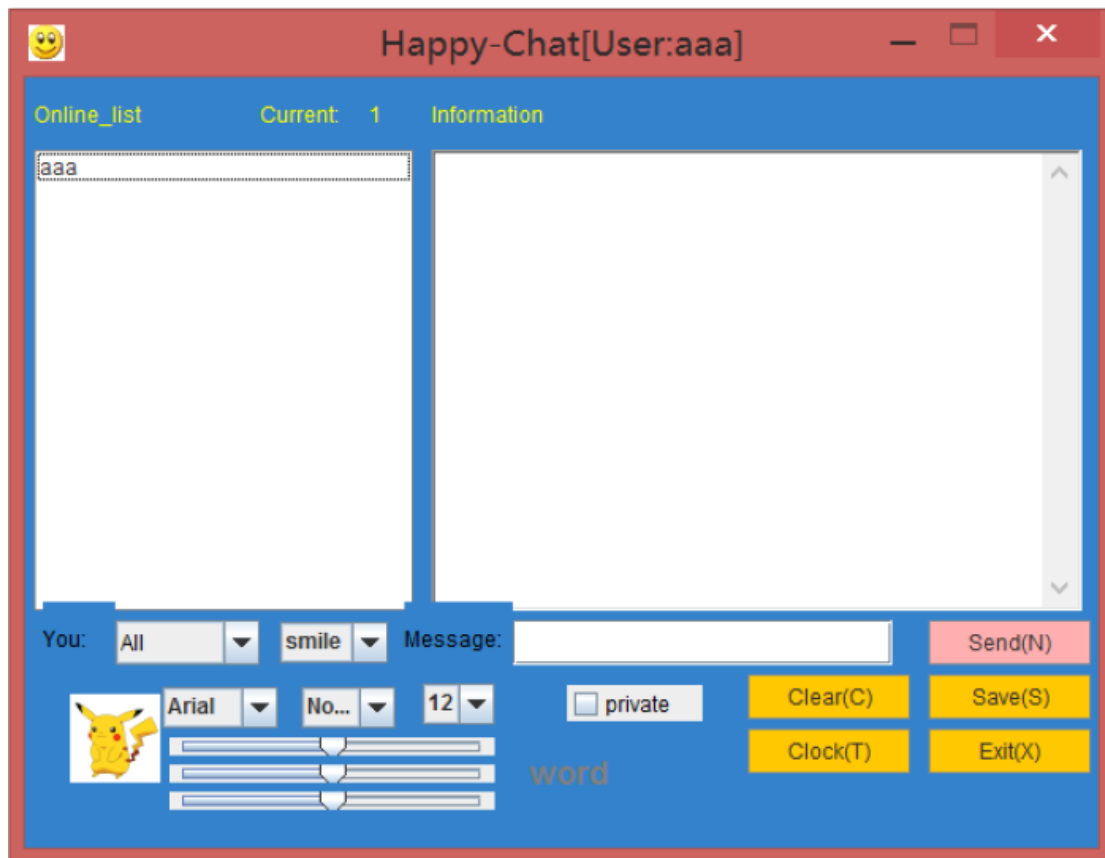 Happy-Chat[User:aaa]
Online_list Current: 1 Information
aaa
You: All smile Message: Send(N)
Arial No... 12 private Clear(C) Save(S)
word Clock(T) Exit(X)